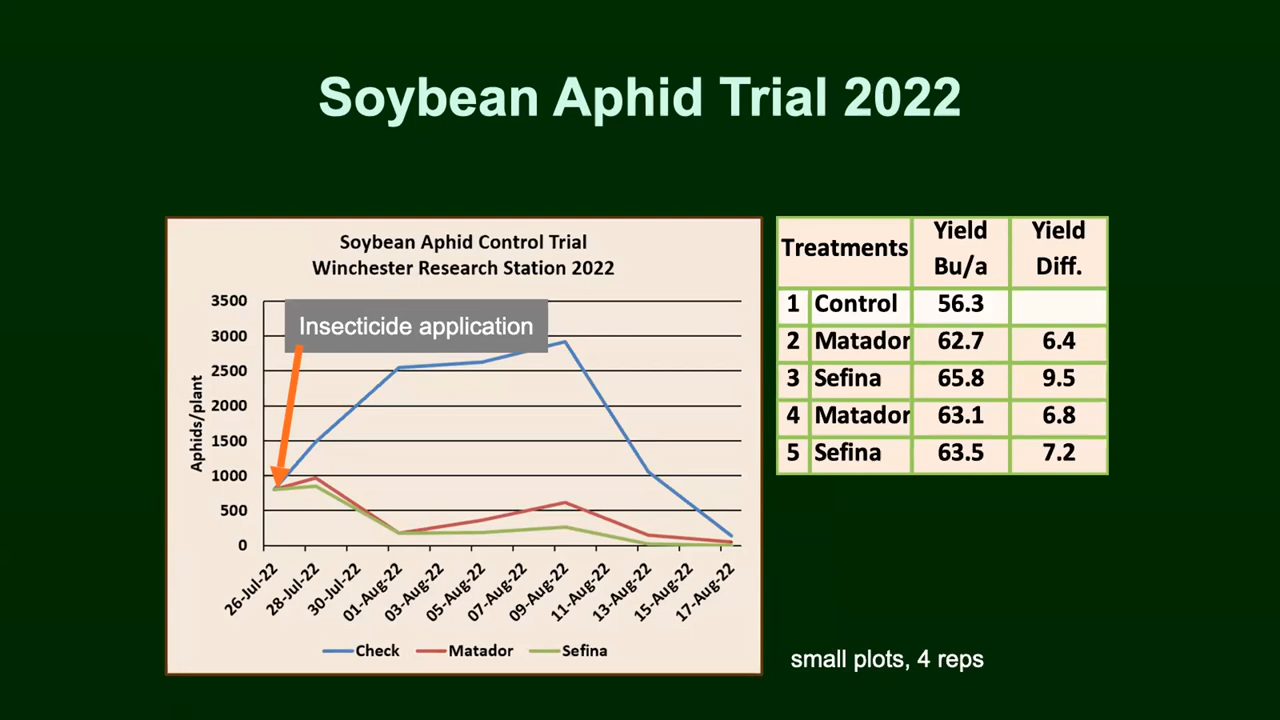 Soybean Aphid Trial 2022
Soybean Aphid Control Trial
Winchester Research Station 2022
Insecticide application
Aphids/plant
3500
3000
2500
2000
1500
1000
500
0
26-Jul-22
28-Jul-22
30-Jul-22
01-Aug-22
03-Aug-22
05-Aug-22
07-Aug-22
09-Aug-22
11-Aug-22
13-Aug-22
15-Aug-22
17-Aug-22
Check Matador Sefina
Treatments Yield Bu/a Yield Diff.
1 Control 56.3
2 Matador 62.7 6.4
3 Sefina 65.8 9.5
4 Matador 63.1 6.8
5 Sefina 63.5 7.2
small plots, 4 reps